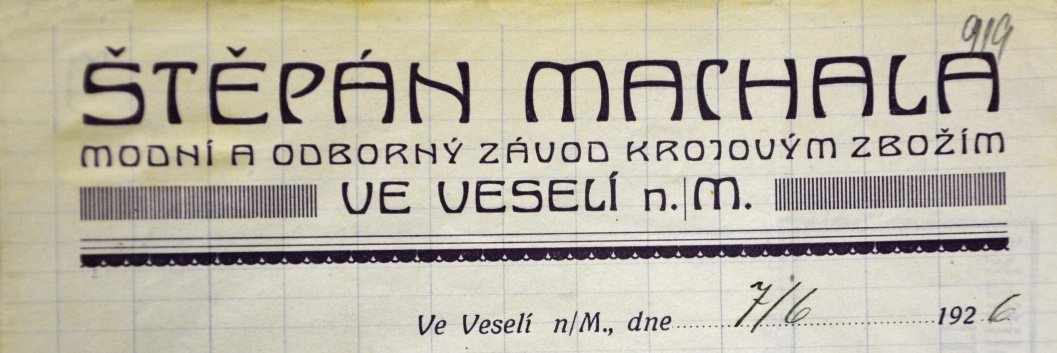 919
ŠTĚPÁN MACHALA
MODNÍ A ODBORNÝ ZÁVOD KROJOVÝM ZBOŽÍM
VE VESELÍ n.|M.
Ve Veselí n/M., dne 7/6 1926